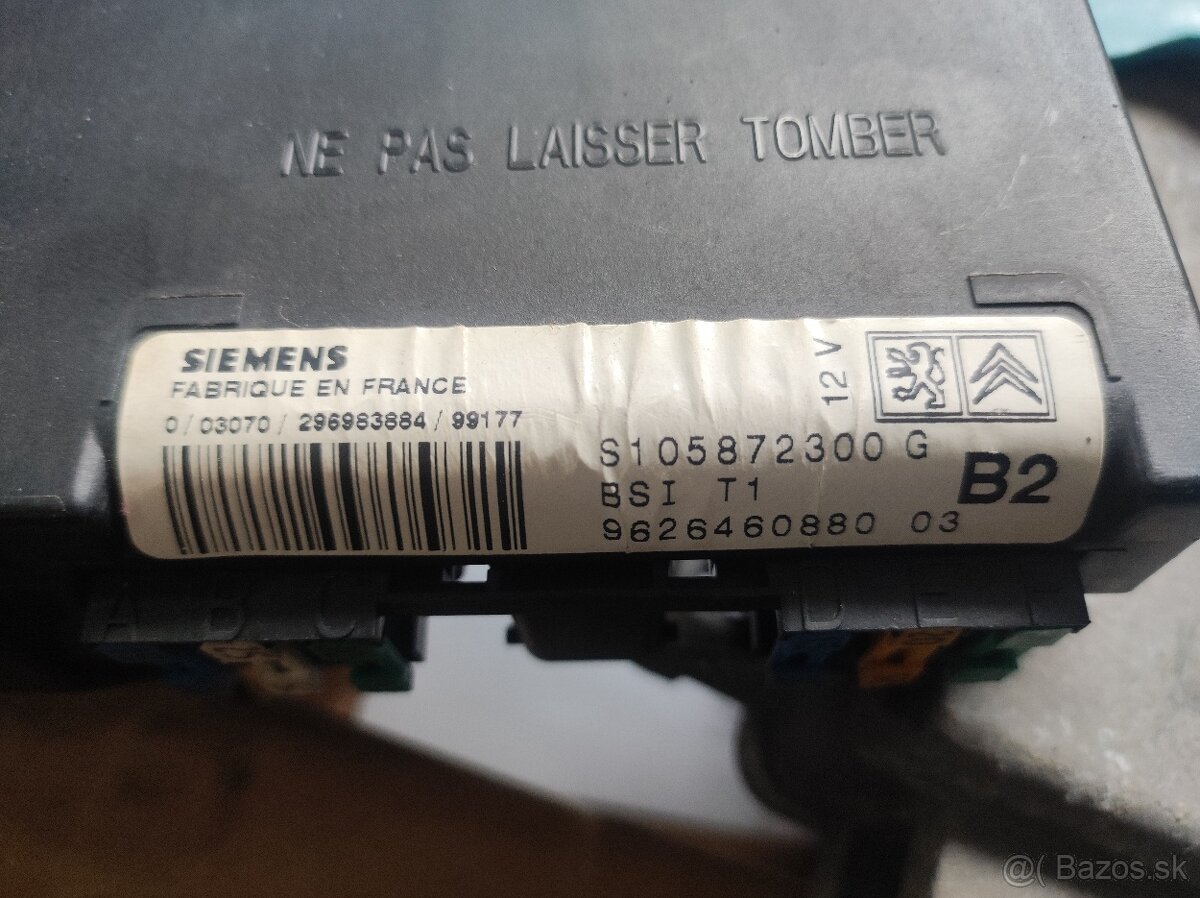 NE PAS LAISSER TOMBER
SIEMENS
FABRIQUE EN FRANCE
0/03070/296983884/99177
12 V
S105872300 G
BSI T1
B2
9626460880 03
A B C
D E F
@( Bazos.sk